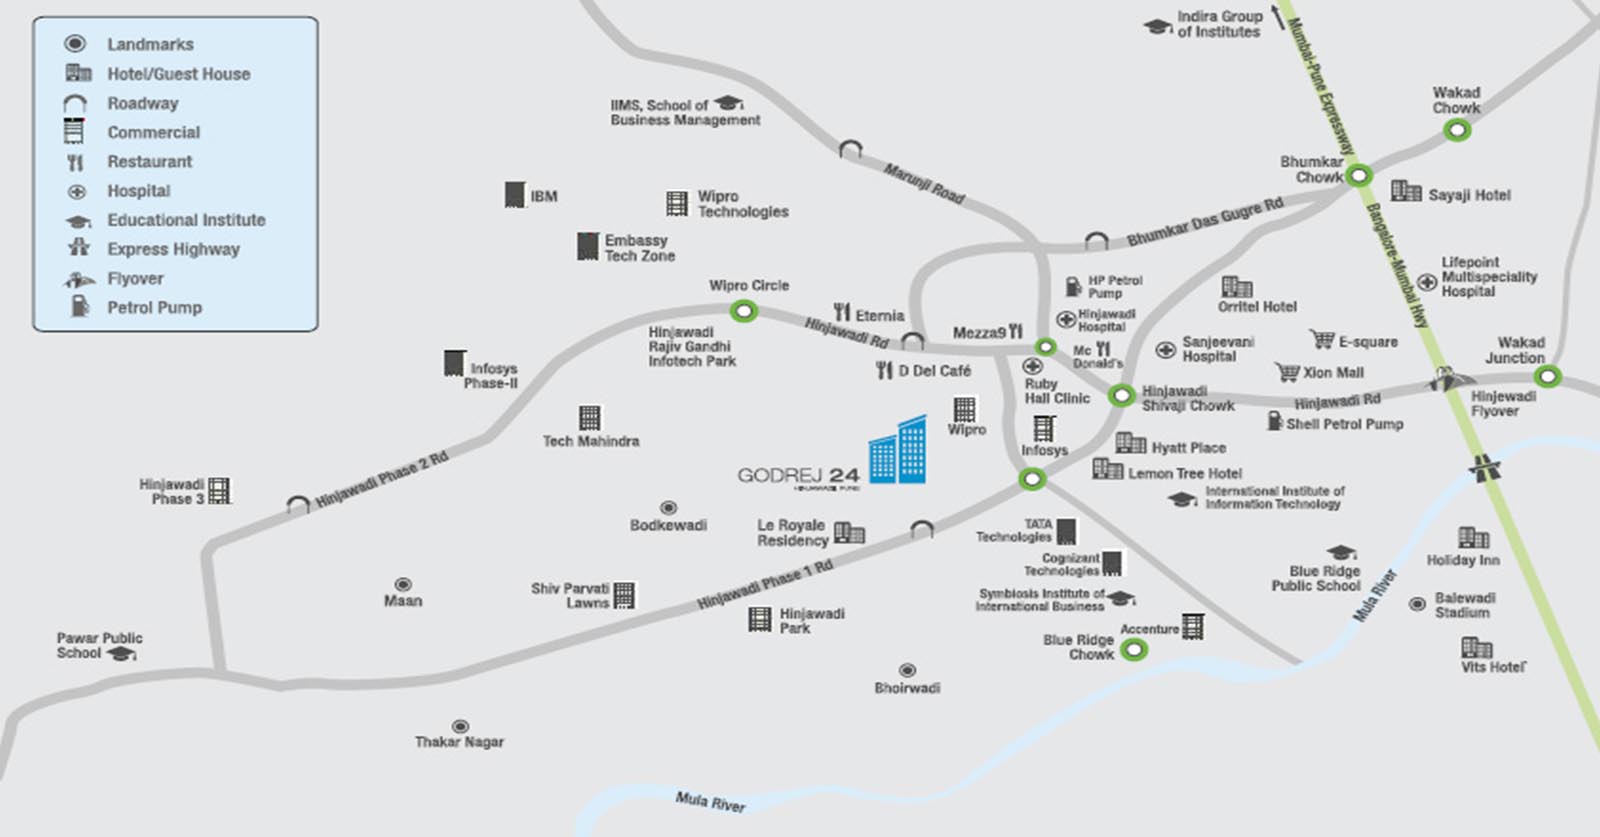 Landmarks
Hotel/Guest House
Roadway
Commercial
Restaurant
Hospital
Educational Institute
Express Highway
Flyover
Petrol Pump
Indira Group
of Institutes
Mumbai-Pune Expressway
Wakad
Chowk
IIMS, School of
Business Management
Marunji Road
Bhumkar
Chowk
Sayaji Hotel
IBM
Wipro
Technologies
Bhumkar Das Gugre Rd
Bangalore-Mumbai Hwy
Embassy
Tech Zone
Lifepoint
Multispeciality
Hospital
Wipro Circle
HP Petrol
Pump
Orritel Hotel
Eternia
Hinjawadi
Hospital
Hinjawadi Rd
Mezza9
Hinjawadi
Rajiv Gandhi
Infotech Park
Mc
Donald's
Sanjeevani
Hospital
E-square
Wakad
Junction
Infosys
Phase-II
D Del Café
Ruby
Hall Clinic
Xion Mall
Hinjawadi
Shivaji Chowk
Hinjawadi Rd
Hinjewadi
Flyover
Shell Petrol Pump
Tech Mahindra
Wipro
Infosys
Hyatt Place
GODREJ 24
HINJAWADI, PUNE
Lemon Tree Hotel
Hinjawadi
Phase 3
Hinjawadi Phase 2 Rd
International Institute of
Information Technology
Bodkewadi
Le Royale
Residency
TATA
Technologies
Cognizant
Technologies
Holiday Inn
Blue Ridge
Public School
Mula River
Hinjawadi Phase 1 Rd
Maan
Shiv Parvati
Lawns
Symbiosis Institute of
International Business
Balewadi
Stadium
Hinjawadi
Park
Accenture
Blue Ridge
Chowk
Pawar Public
School
Vits Hotel
Bhoirwadi
Thakar Nagar
Mula River